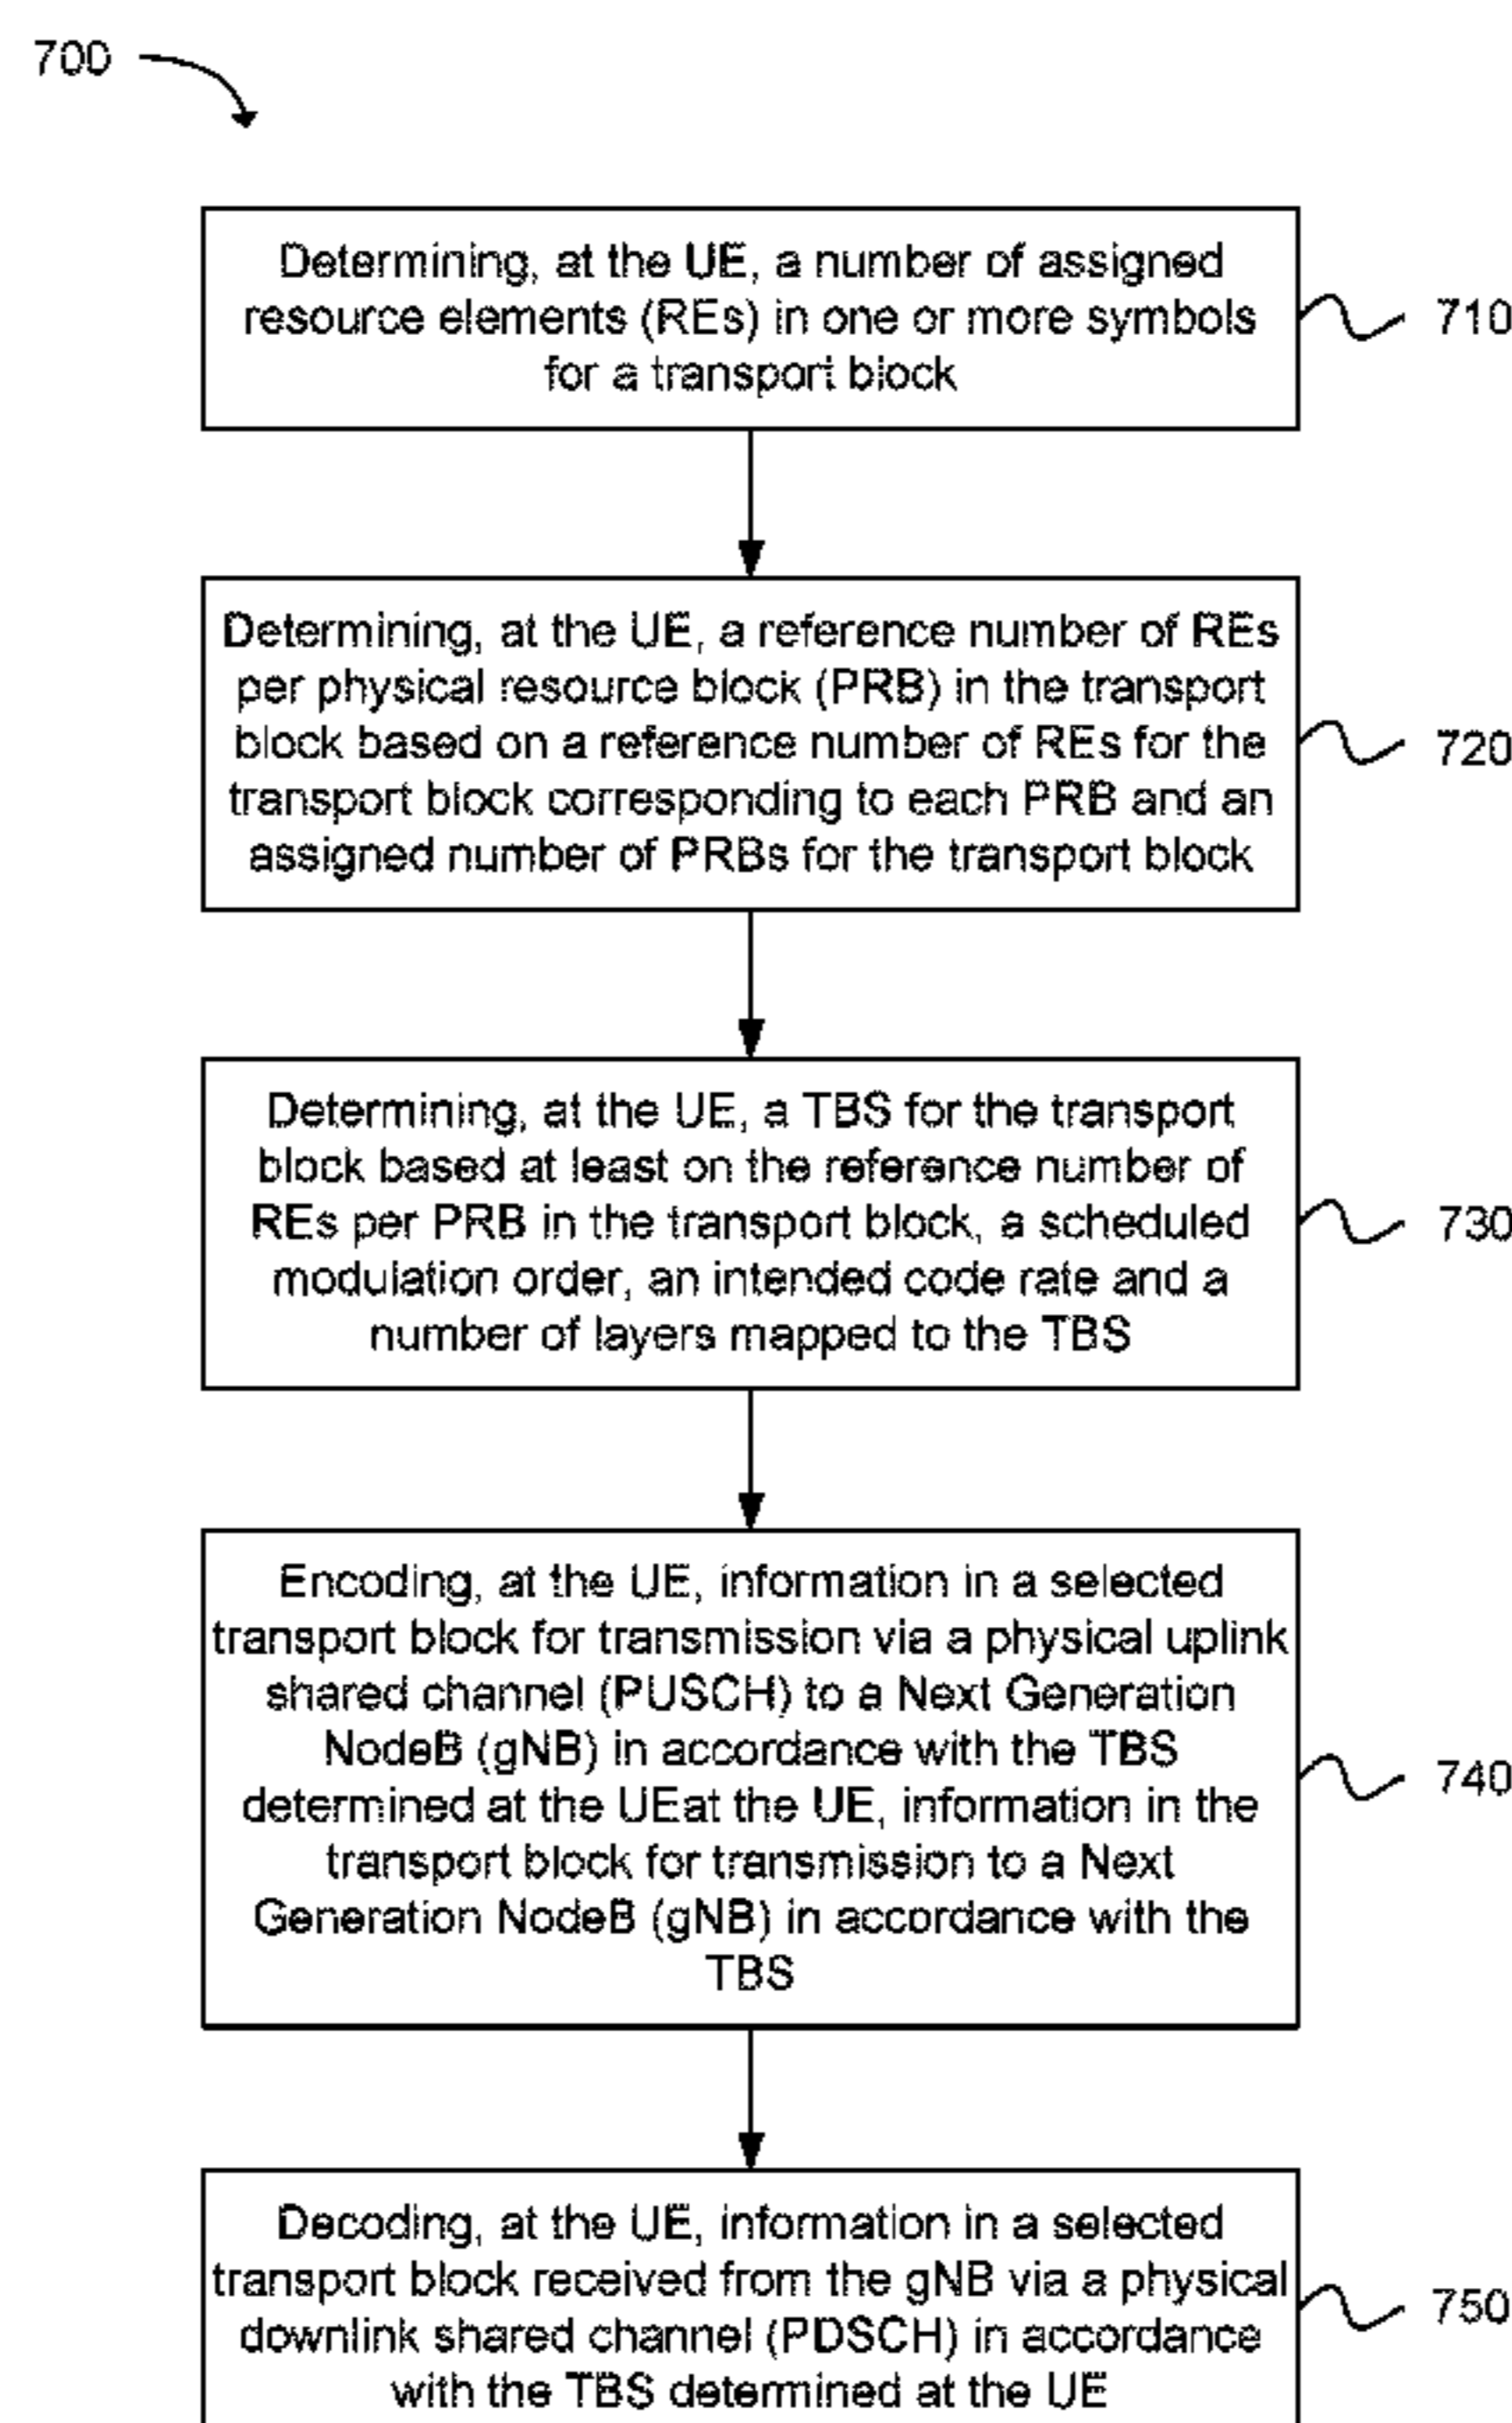 700
Determining, at the UE, a number of assigned
resource elements (REs) in one or more symbols
for a transport block
710
Determining, at the UE, a reference number of REs
per physical resource block (PRB) in the transport
block based on a reference number of REs for the
transport block corresponding to each PRB and an
assigned number of PRBs for the transport block
720
Determining, at the UE, a TBS for the transport
block based at least on the reference number of
REs per PRB in the transport block, a scheduled
modulation order, an intended code rate and a
number of layers mapped to the TBS
730
Encoding, at the UE, information in a selected
transport block for transmission via a physical uplink
shared channel (PUSCH) to a Next Generation
NodeB (gNB) in accordance with the TBS
determined at the UEat the UE, information in the
transport block for transmission to a Next
Generation NodeB (gNB) in accordance with the
TBS
740
Decoding, at the UE, information in a selected
transport block received from the gNB via a physical
downlink shared channel (PDSCH) in accordance
with the TBS determined at the UE
750